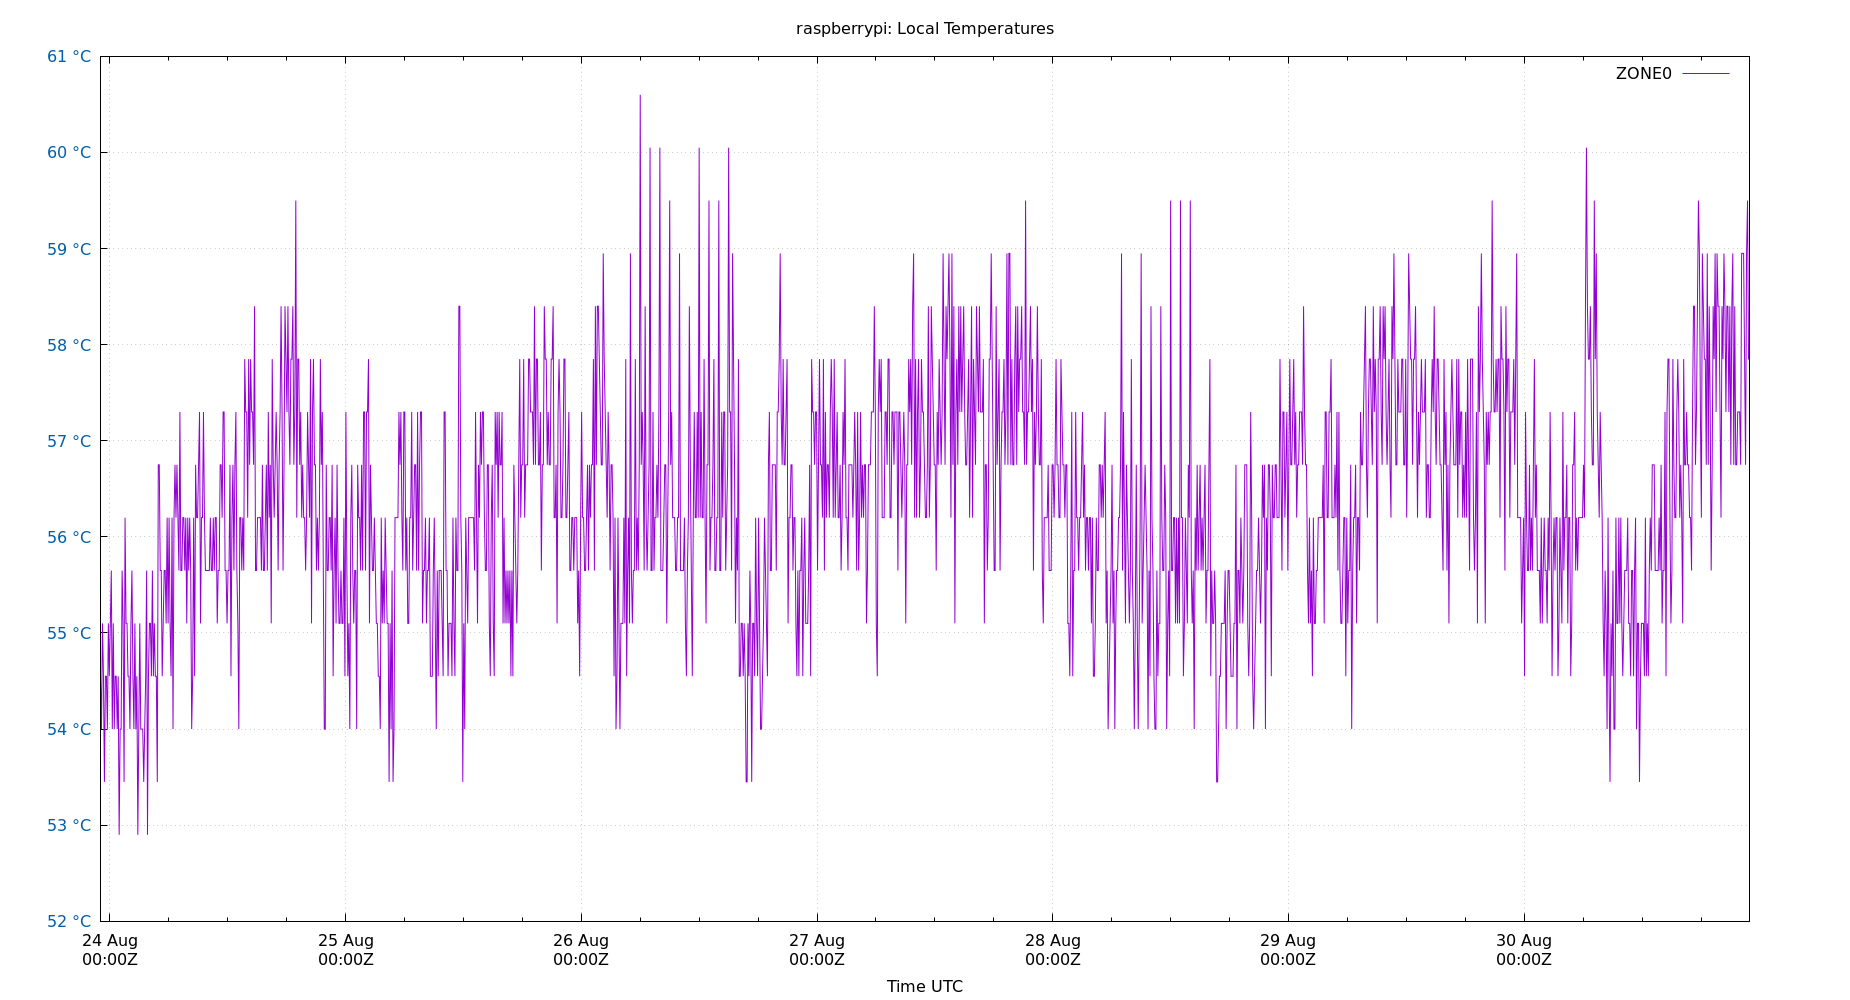 raspberrypi: Local Temperatures
61 °C
ZONE0
60 °C
59 °C
58 °C
57 °C
56 °C
55 °C
54 °C
53 °C
52 °C
24 Aug 25 Aug 26 Aug 27 Aug 28 Aug 29 Aug 30 Aug
00:00Z 00:00Z 00:00Z 00:00Z 00:00Z 00:00Z 00:00Z
Time UTC